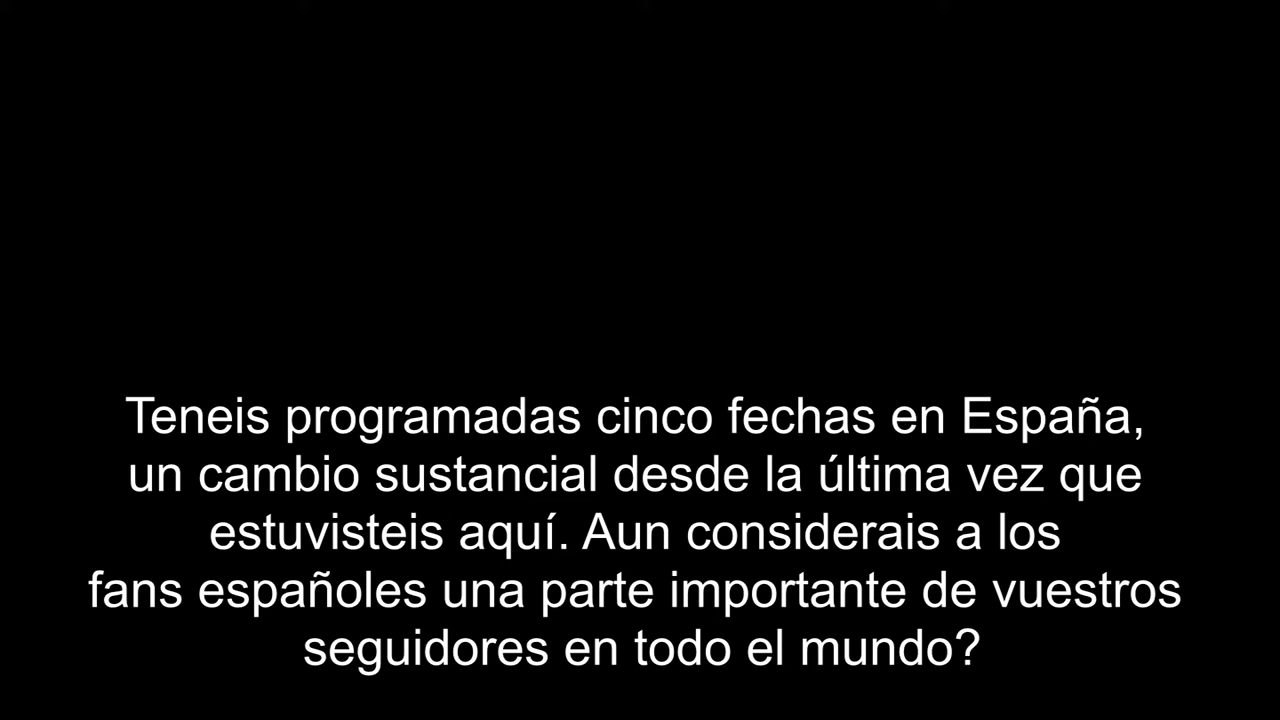 Teneis programadas cinco fechas en España,
un cambio sustancial desde la última vez que
estuvisteis aquí. Aun considerais a los
fans españoles una parte importante de vuestros
seguidores en todo el mundo?